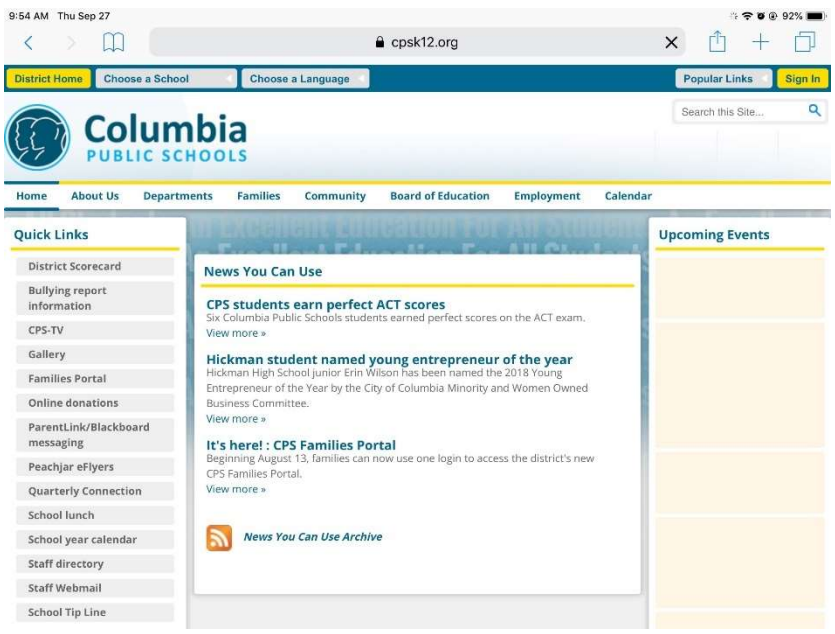 9:54 AM Thu Sep 27
92%
cpsk12.org
District Home
Choose a School
Choose a Language
Popular Links
Sign In
Columbia
PUBLIC SCHOOLS
Search this Site...
Home
About Us
Departments
Families
Community
Board of Education
Employment
Calendar
Quick Links
District Scorecard
Bullying report
information
CPS-TV
Gallery
Families Portal
Online donations
ParentLink/Blackboard
messaging
Peachjar eFlyers
Quarterly Connection
School lunch
School year calendar
Staff directory
Staff Webmail
School Tip Line
An Excellent Education For All Students
News You Can Use
CPS students earn perfect ACT scores
Six Columbia Public Schools students earned perfect scores on the ACT exam.
View more »
Hickman student named young entrepreneur of the year
Hickman High School junior Erin Wilson has been named the 2018 Young
Entrepreneur of the Year by the City of Columbia Minority and Women Owned
Business Committee.
View more »
It's here! : CPS Families Portal
Beginning August 13, families can now use one login to access the district's new
CPS Families Portal.
View more »
News You Can Use Archive
Upcoming Events